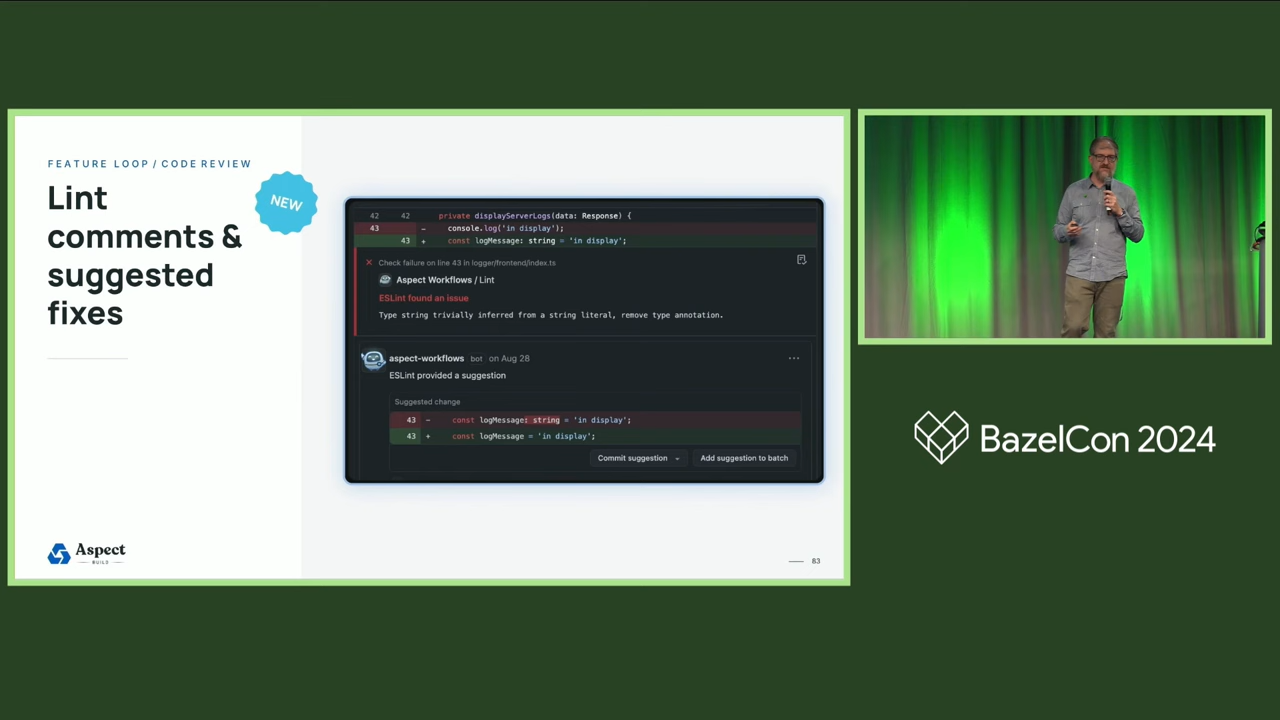 FEATURE LOOP / CODE REVIEW
Lint
comments &
suggested
fixes
NEW
42 42 private displayServerLogs(data: Response) {
43 - console.log('in display');
43 + const logMessage: string = 'in display';
Check failure on line 43 in logger/frontend/index.ts
Aspect Workflows / Lint
ESLint found an issue
Type string trivially inferred from a string literal, remove type annotation.
aspect-workflows bot on Aug 28
ESLint provided a suggestion
Suggested change
43 - const logMessage: string = 'in display';
43 + const logMessage = 'in display';
Commit suggestion
Add suggestion to batch
Aspect
BUILD
83
BazelCon 2024